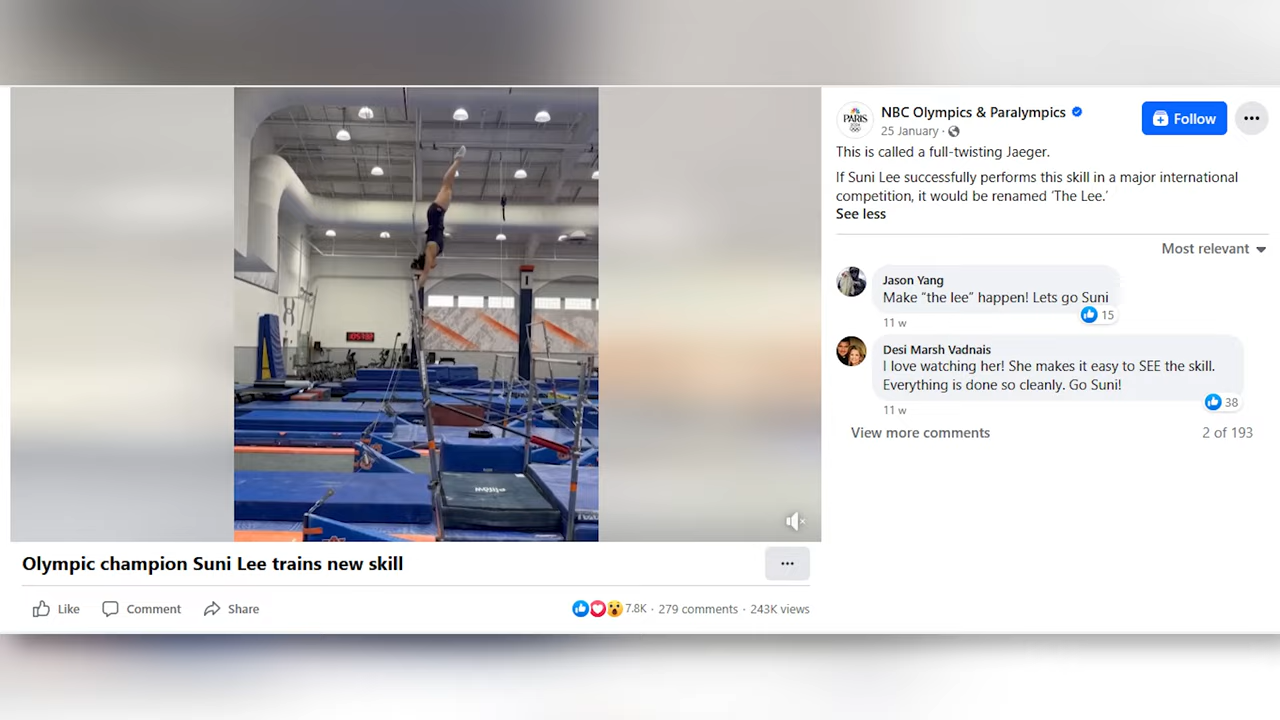 NBC Olympics & Paralympics
Follow
25 January
PARIS
This is called a full-twisting Jaeger.
If Suni Lee successfully performs this skill in a major international
competition, it would be renamed ‘The Lee.’
See less
Most relevant
Jason Yang
Make “the lee” happen! Lets go Suni
15
11 w
Desi Marsh Vadnais
I love watching her! She makes it easy to SEE the skill.
Everything is done so cleanly. Go Suni!
38
11 w
View more comments
2 of 193
Olympic champion Suni Lee trains new skill
Like
Comment
Share
7.8K · 279 comments · 243K views